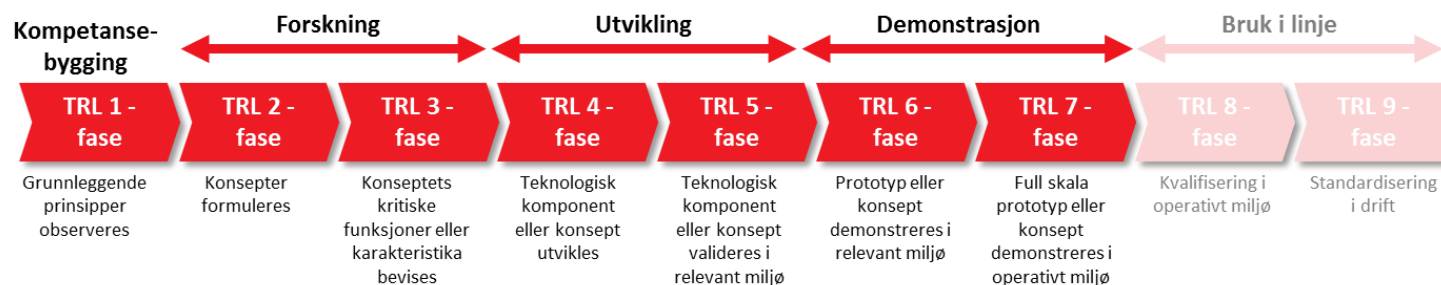 Kompetanse-
bygging
Forskning
Utvikling
Demonstrasjon
Bruk i linje
TRL 1 -
fase
TRL 2 -
fase
TRL 3 -
fase
TRL 4 -
fase
TRL 5 -
fase
TRL 6 -
fase
TRL 7 -
fase
TRL 8 -
fase
TRL 9 -
fase
Grunnleggende
prinsipper
observeres
Konsepter
formuleres
Konseptets
kritiske
funksjoner eller
karakteristika
bevises
Teknologisk
komponent
eller konsept
utvikles
Teknologisk
komponent
eller konsept
valideres i
relevant miljø
Prototyp eller
konsept
demonstreres i
relevant miljø
Full skala
prototyp eller
konsept
demonstreres i
operativt miljø
Kvalifisering i
operativt miljø
Standardisering
i drift